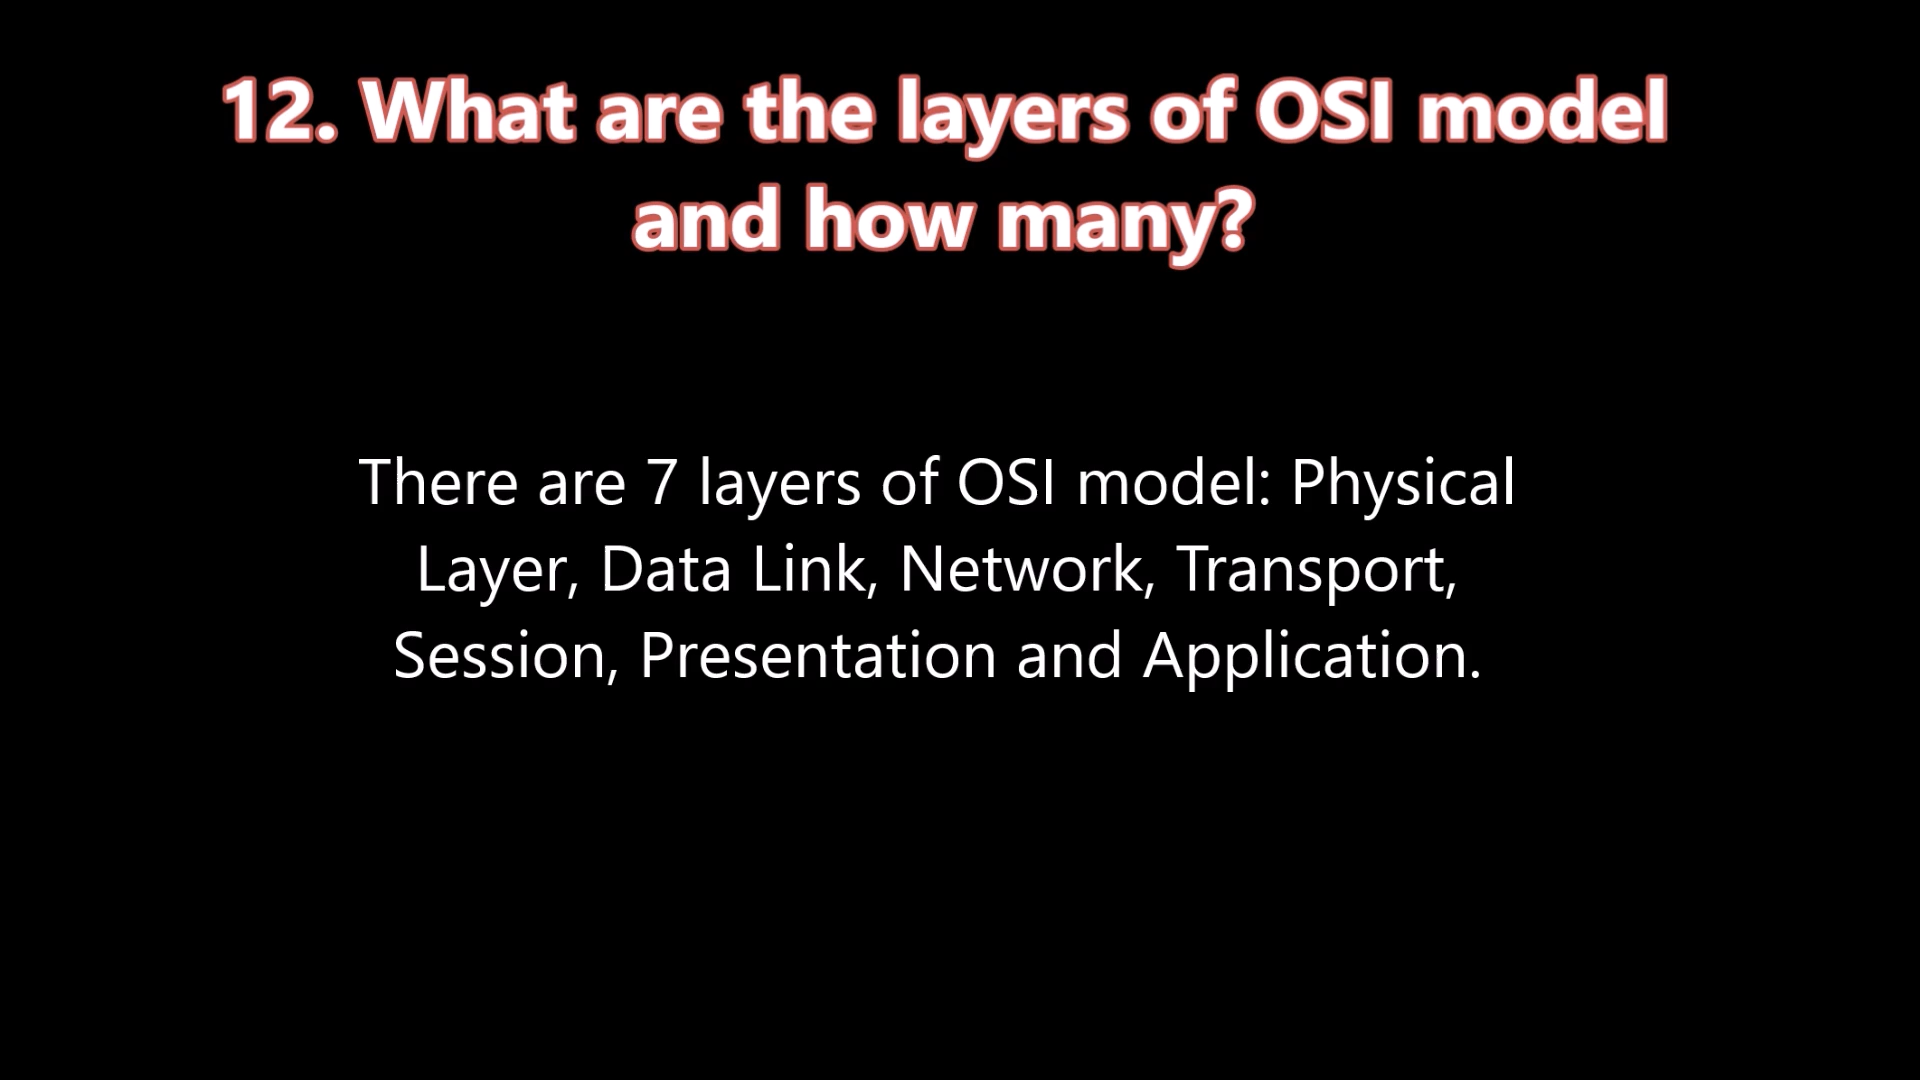 12. What are the layers of OSI model
and how many?
There are 7 layers of OSI model: Physical
Layer, Data Link, Network, Transport,
Session, Presentation and Application.